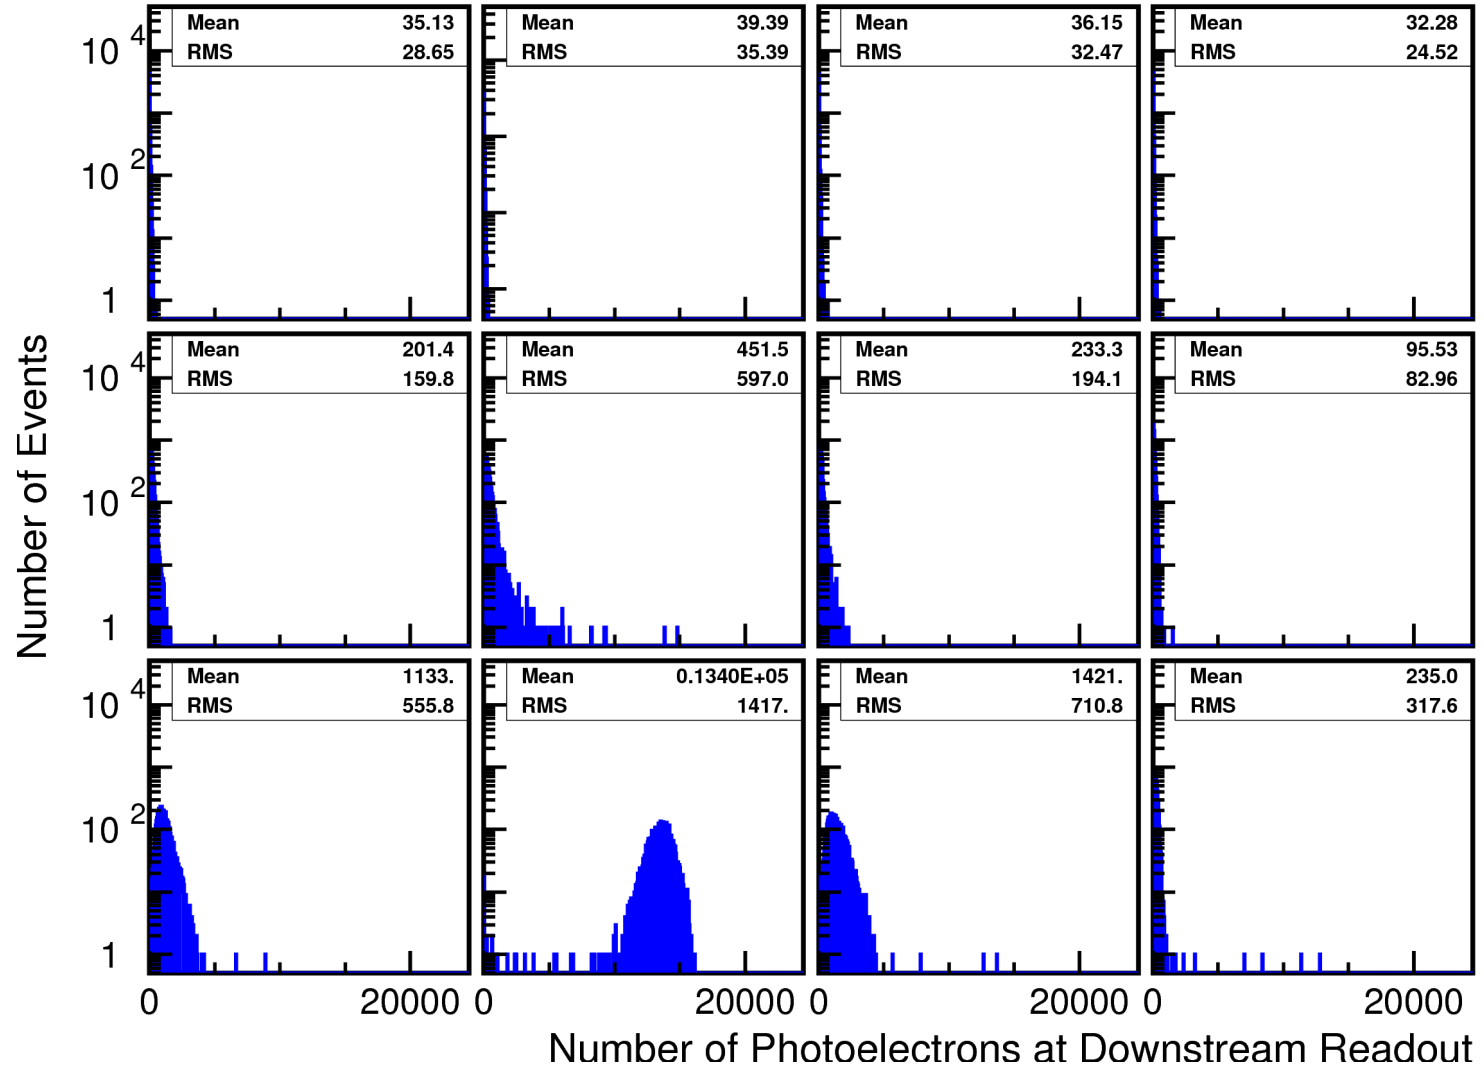 Mean 35.13 Mean 39.39 Mean 36.15 Mean 32.28
10 4 RMS 28.65 RMS 35.39 RMS 32.47 RMS 24.52
10 2
1
Mean 201.4 Mean 451.5 Mean 233.3 Mean 95.53
10 4 RMS 159.8 RMS 597.0 RMS 194.1 RMS 82.96
Number of Events
10 2
1
Mean 1133. Mean 0.1340E+05 Mean 1421. Mean 235.0
10 4 RMS 555.8 RMS 1417. RMS 710.8 RMS 317.6
10 2
1
0 20000 0 20000 0 20000 0 20000
Number of Photoelectrons at Downstream Readout